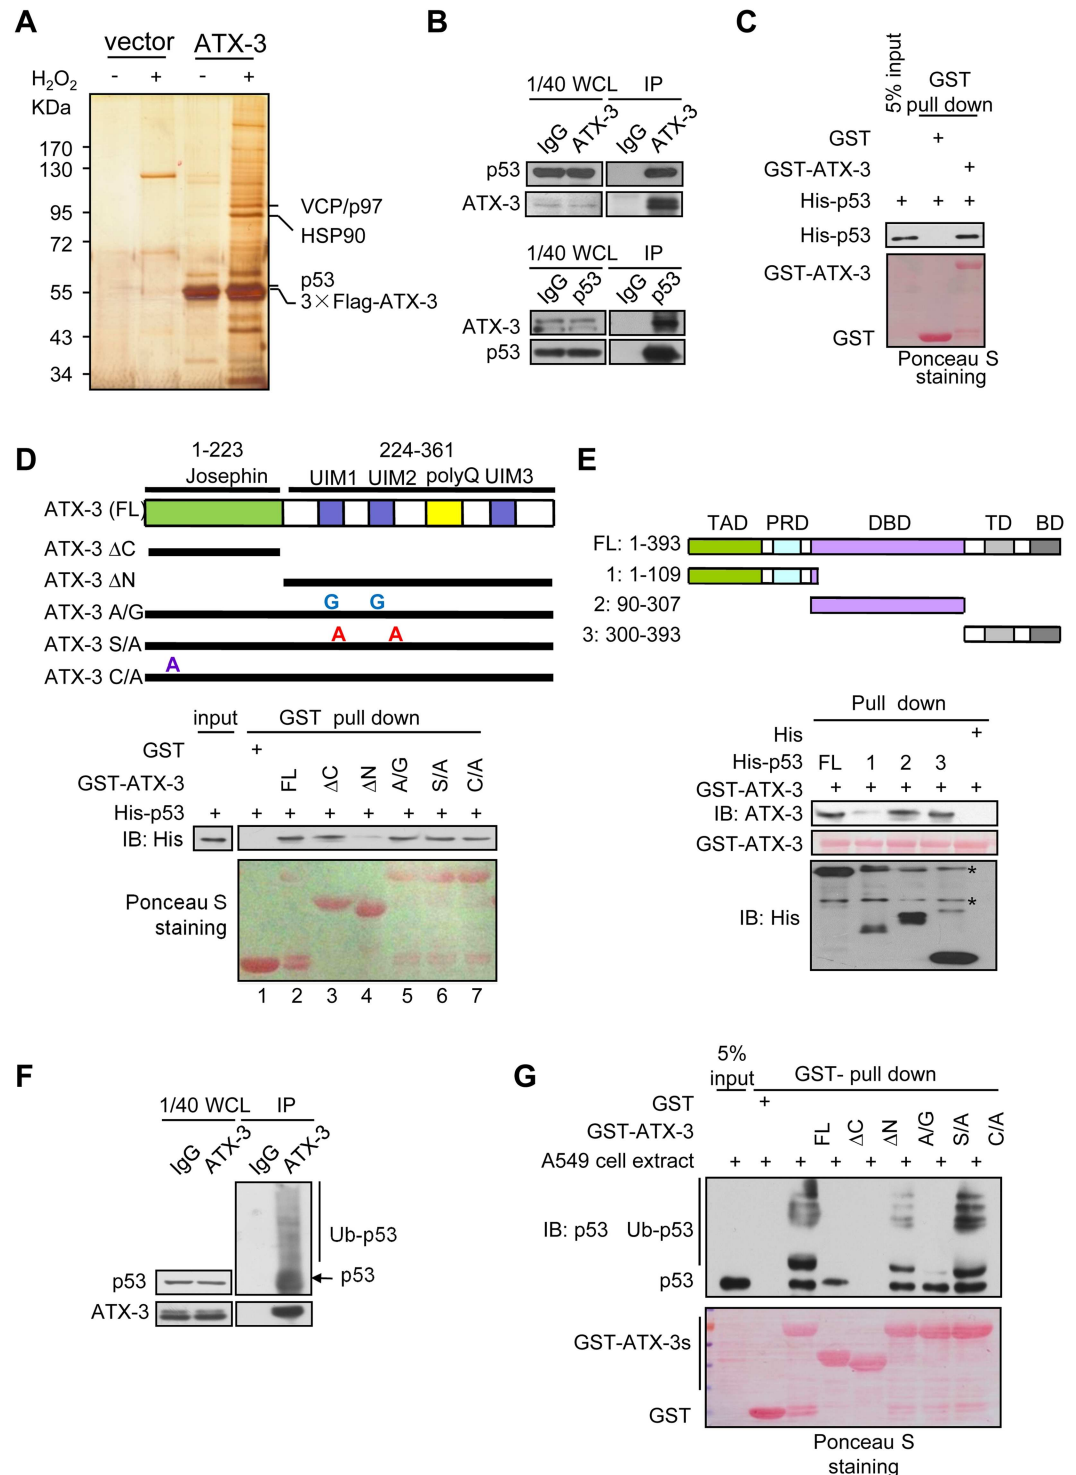 A
vector ATX-3
H2O2 - + - +
KDa
170
130
95
72
55
43
34
VCP/p97
HSP90
p53
3×Flag-ATX-3
B
1/40 WCL IP
IgG ATX-3 IgG ATX-3
p53
ATX-3
1/40 WCL IP
IgG p53 IgG p53
ATX-3
p53
C
5% input
GST
pull down
GST +
GST-ATX-3 +
His-p53 + + +
His-p53
GST-ATX-3
GST
Ponceau S
staining
D
1-223 224-361
Josephin UIM1 UIM2 polyQ UIM3
ATX-3 (FL)
ATX-3 ΔC
ATX-3 ΔN
G G
ATX-3 A/G
A A
ATX-3 S/A
A
ATX-3 C/A
input GST pull down
GST +
GST-ATX-3 FL ΔC ΔN A/G S/A C/A
His-p53 + + + + + + + +
IB: His
Ponceau S
staining
1 2 3 4 5 6 7
E
TAD PRD DBD TD BD
FL: 1-393
1: 1-109
2: 90-307
3: 300-393
Pull down
His +
His-p53 FL 1 2 3
GST-ATX-3 + + + + +
IB: ATX-3
GST-ATX-3
IB: His
*
*
F
1/40 WCL IP
IgG ATX-3 IgG ATX-3
Ub-p53
p53 p53
ATX-3
G
5%
input GST- pull down
GST +
GST-ATX-3 FL ΔC ΔN A/G S/A C/A
A549 cell extract + + + + + + + +
IB: p53 Ub-p53
p53
GST-ATX-3s
GST
Ponceau S
staining